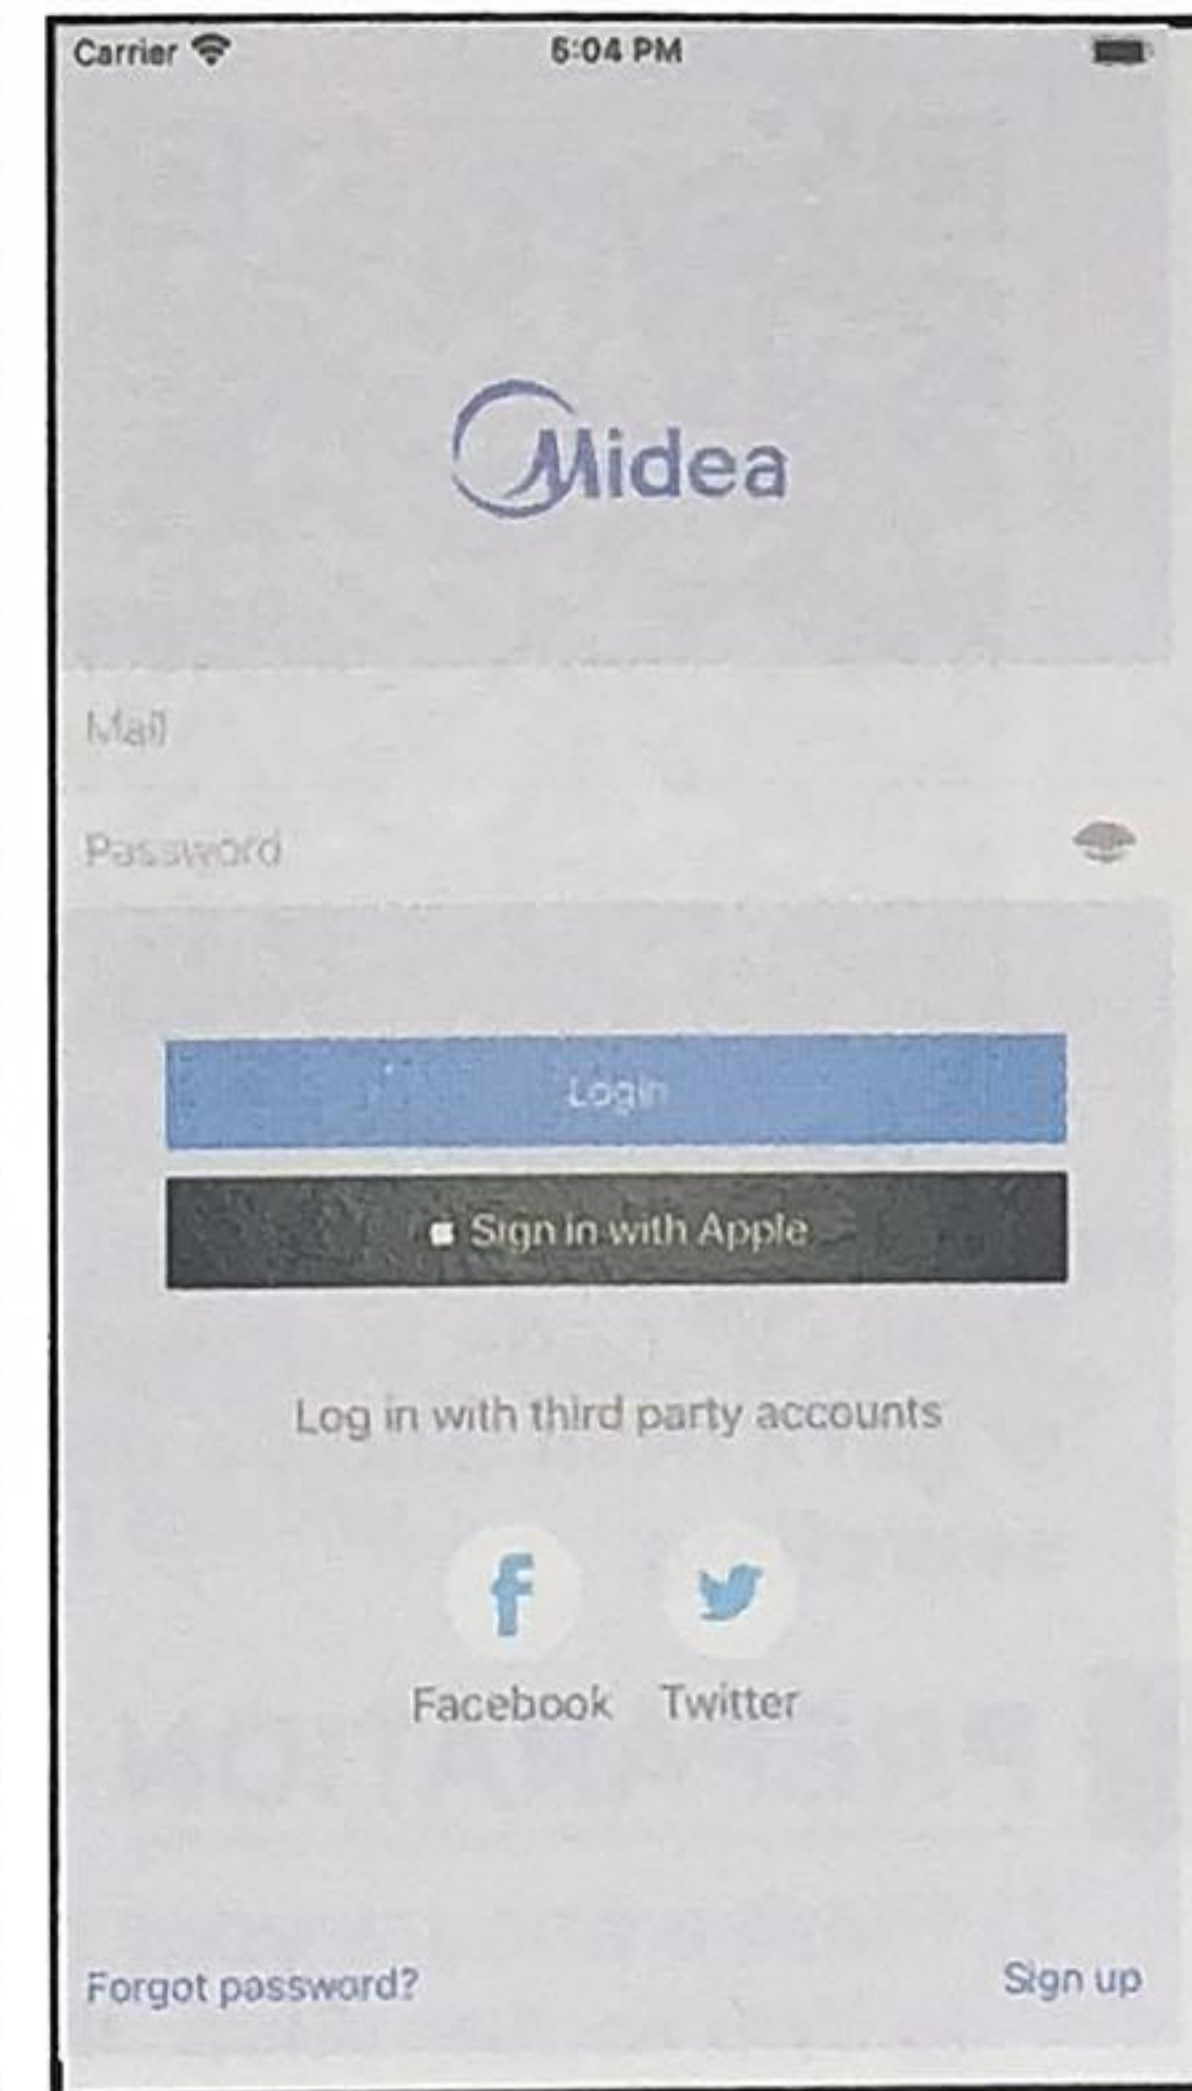 Carrier 5:04 PM
Midea
Mail
Password
Login
Sign in with Apple
Log in with third party accounts
Facebook Twitter
Forgot password? Sign up